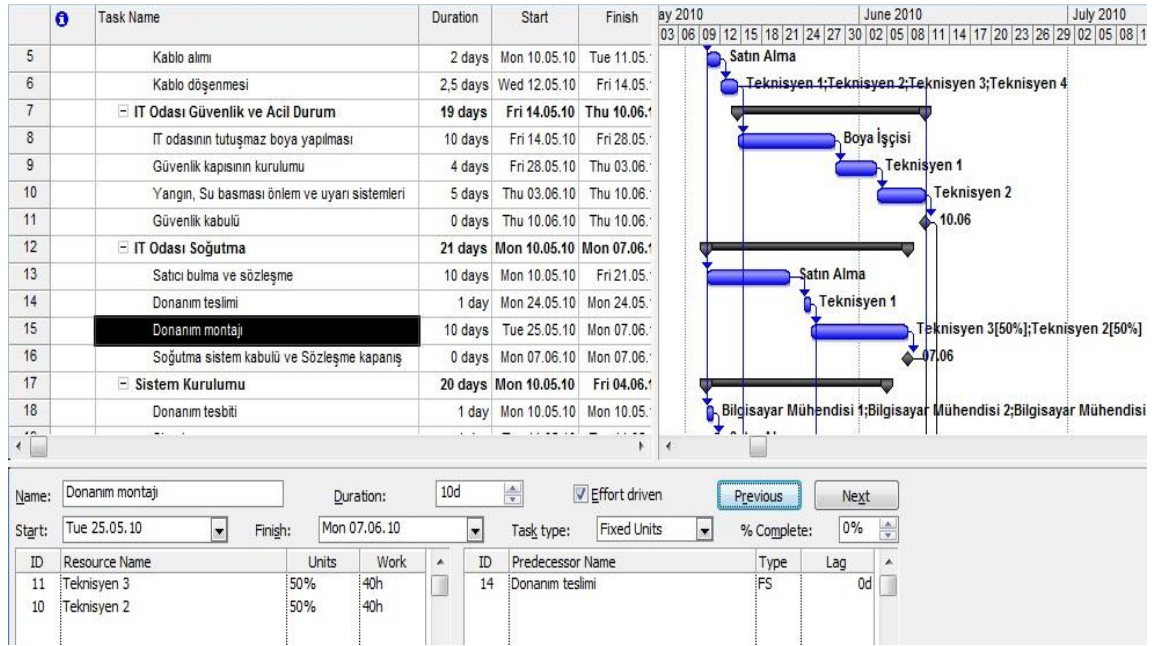 Task Name Duration Start Finish ay 2010 June 2010 July 2010
03 06 09 12 15 18 21 24 27 30 02 05 08 11 14 17 20 23 26 29 02 05 08 1
5 Kablo alımı 2 days Mon 10.05.10 Tue 11.05. Satın Alma
6 Kablo döşenmesi 2,5 days Wed 12.05.10 Fri 14.05. Teknisyen 1;Teknisyen 2;Teknisyen 3;Teknisyen 4
7 IT Odası Güvenlik ve Acil Durum 19 days Fri 14.05.10 Thu 10.06.1
8 IT odasının tutuşmaz boya yapılması 10 days Fri 14.05.10 Fri 28.05. Boya İşçisi
9 Güvenlik kapısının kurulumu 4 days Fri 28.05.10 Thu 03.06. Teknisyen 1
10 Yangın, Su basması önlem ve uyarı sistemleri 5 days Thu 03.06.10 Thu 10.06. Teknisyen 2
11 Güvenlik kabulü 0 days Thu 10.06.10 Thu 10.06. 10.06
12 IT Odası Soğutma 21 days Mon 10.05.10 Mon 07.06.1
13 Satıcı bulma ve sözleşme 10 days Mon 10.05.10 Fri 21.05. Satın Alma
14 Donanım teslimi 1 day Mon 24.05.10 Mon 24.05. Teknisyen 1
15 Donanım montajı 10 days Tue 25.05.10 Mon 07.06. Teknisyen 3[50%];Teknisyen 2[50%]
16 Soğutma sistem kabulü ve Sözleşme kapanış 0 days Mon 07.06.10 Mon 07.06. 07.06
17 Sistem Kurulumu 20 days Mon 10.05.10 Fri 04.06.1
18 Donanım tesbiti 1 day Mon 10.05.10 Mon 10.05. Bilgisayar Mühendisi 1;Bilgisayar Mühendisi 2;Bilgisayar Mühendisi
Name: Donanım montajı Duration: 10d Effort driven Previous Next
Start: Tue 25.05.10 Finish: Mon 07.06.10 Task type: Fixed Units % Complete: 0%
ID Resource Name Units Work ID Predecessor Name Type Lag
11 Teknisyen 3 50% 40h 14 Donanım teslimi FS 0d
10 Teknisyen 2 50% 40h